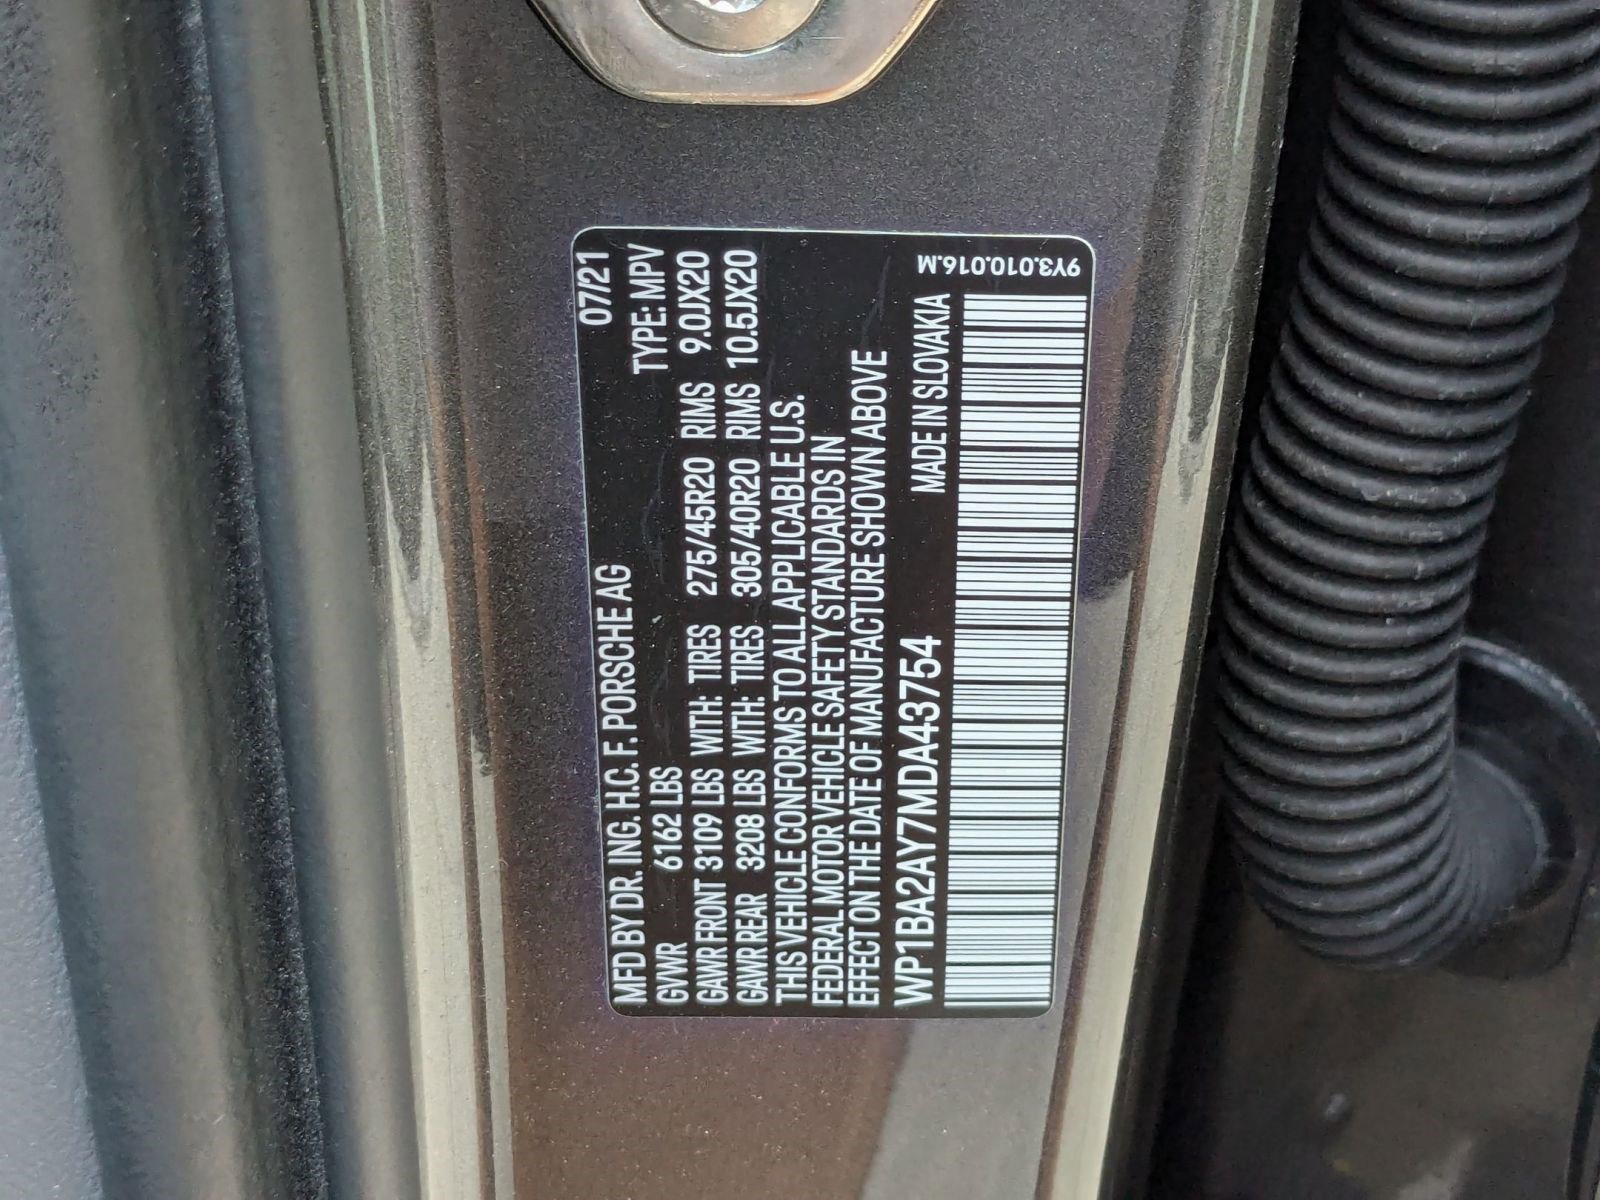 MFD BY DR. ING. H.C. F. PORSCHE AG 07/21
GVWR 6162 LBS TYPE: MPV
GAWR FRONT 3109 LBS WITH: TIRES 275/45R20 RIMS 9.0JX20
GAWR REAR 3208 LBS WITH: TIRES 305/40R20 RIMS 10.5JX20
THIS VEHICLE CONFORMS TO ALL APPLICABLE U.S.
FEDERAL MOTOR VEHICLE SAFETY STANDARDS IN
EFFECT ON THE DATE OF MANUFACTURE SHOWN ABOVE
WP1BA2AY7MDA43754 MADE IN SLOVAKIA
9Y3.010.016.M